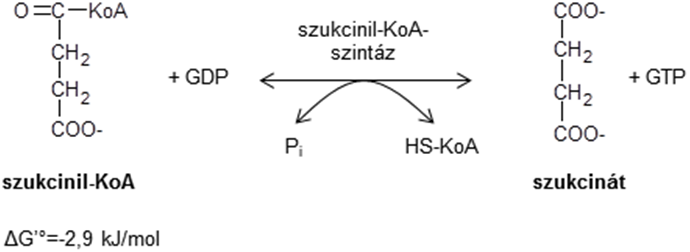 O=C—KoA
CH2
CH2
COO-
szukcinil-KoA
+ GDP
szukcinil-KoA-
szintáz
Pi
HS-KoA
COO-
CH2
CH2
COO-
szukcinát
+ GTP
ΔG'°=-2,9 kJ/mol